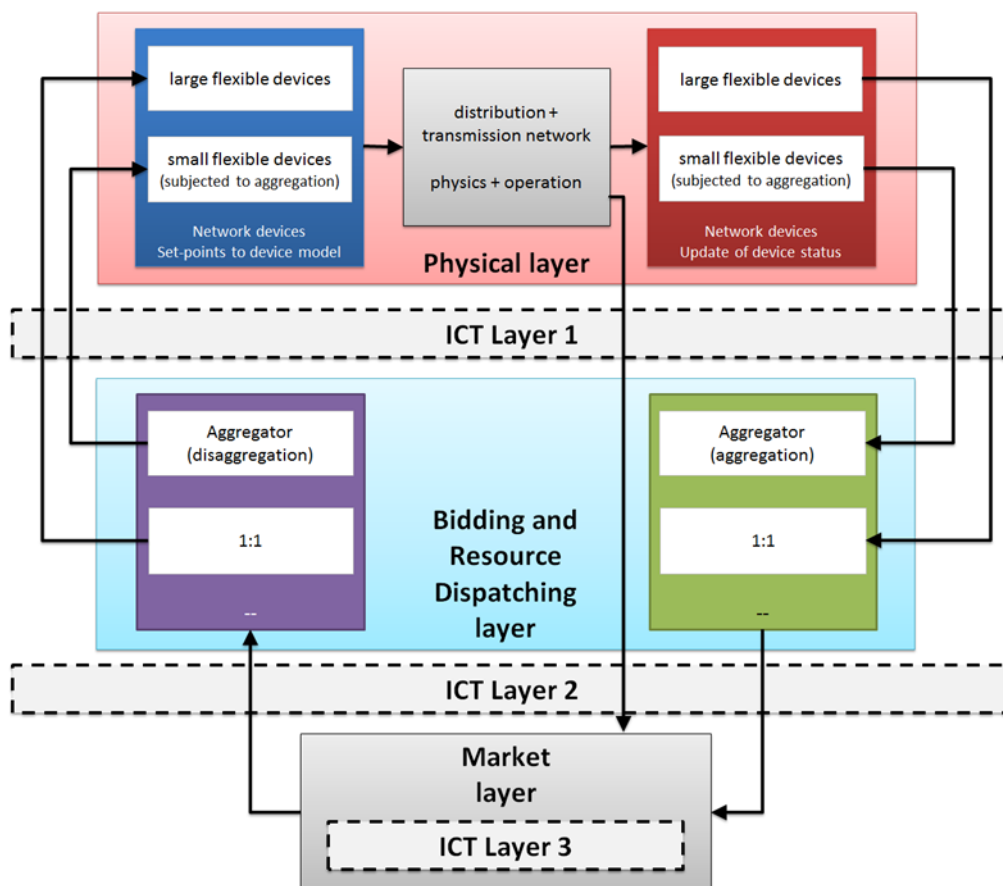 large flexible devices
small flexible devices
(subjected to aggregation)
Network devices
Set-points to device model
distribution +
transmission network
physics + operation
large flexible devices
small flexible devices
(subjected to aggregation)
Network devices
Update of device status
Physical layer
ICT Layer 1
Aggregator
(disaggregation)
1:1
--
Bidding and
Resource
Dispatching
layer
Aggregator
(aggregation)
1:1
--
ICT Layer 2
Market
layer
ICT Layer 3